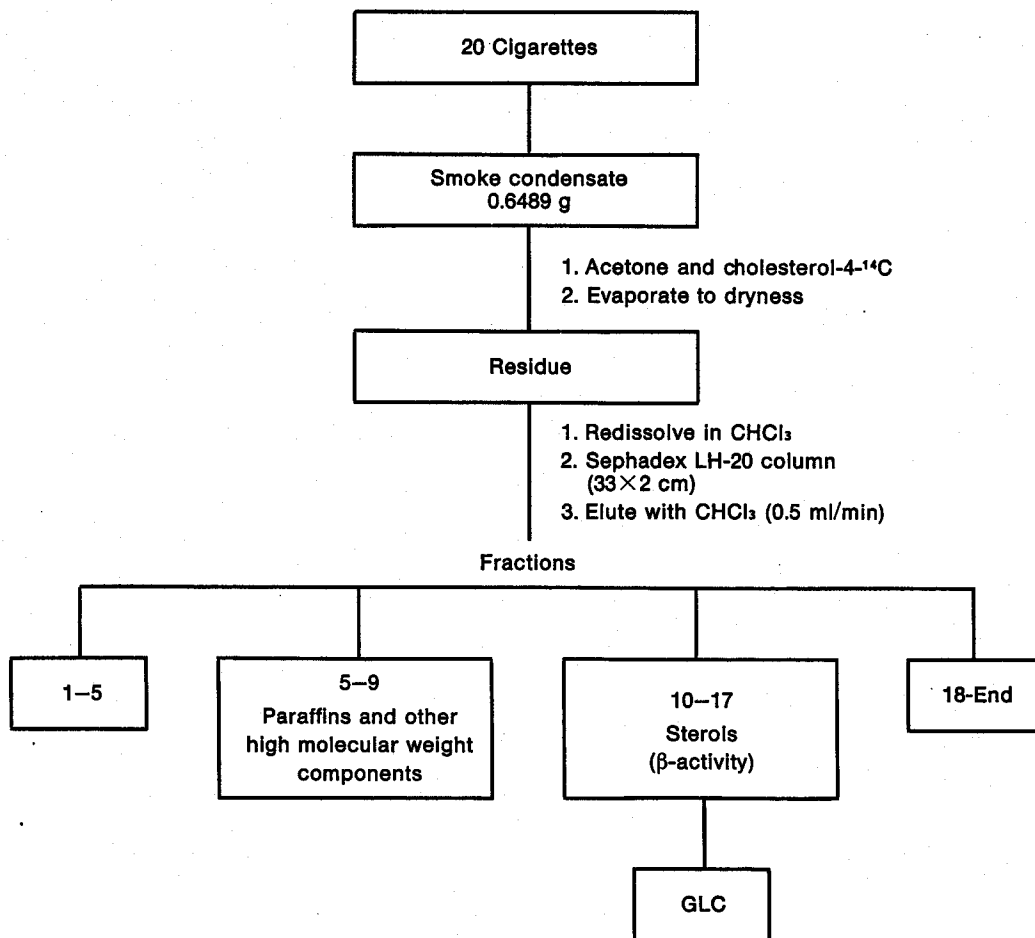 20 Cigarettes
Smoke condensate
0.6489 g
1. Acetone and cholesterol-4-¹⁴C
2. Evaporate to dryness
Residue
1. Redissolve in CHCl₃
2. Sephadex LH-20 column
(33×2 cm)
3. Elute with CHCl₃ (0.5 ml/min)
Fractions
1–5
5–9
Paraffins and other
high molecular weight
components
10–17
Sterols
(β-activity)
18-End
GLC